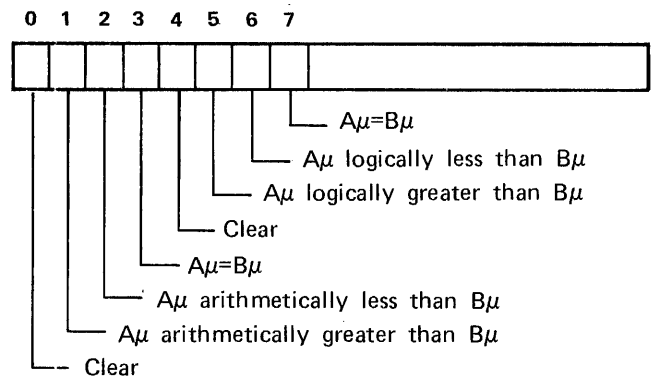 0 1 2 3 4 5 6 7
Aμ=Bμ
Aμ logically less than Bμ
Aμ logically greater than Bμ
Clear
Aμ=Bμ
Aμ arithmetically less than Bμ
Aμ arithmetically greater than Bμ
Clear